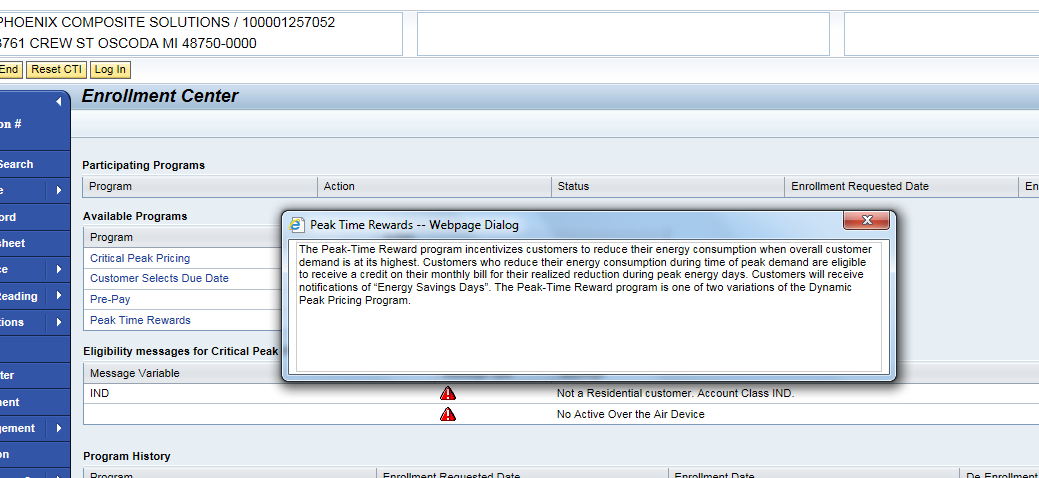 PHOENIX COMPOSITE SOLUTIONS / 100001257052
3761 CREW ST OSCODA MI 48750-0000
End Reset CTI Log In
Enrollment Center
on #
Search
e
ord
sheet
ce
Reading
tions
ter
ment
gement
on
Participating Programs
Program Action Status Enrollment Requested Date En
Available Programs
Program
Critical Peak Pricing
Customer Selects Due Date
Pre-Pay
Peak Time Rewards
Peak Time Rewards -- Webpage Dialog
The Peak-Time Reward program incentivizes customers to reduce their energy consumption when overall customer
demand is at its highest. Customers who reduce their energy consumption during time of peak demand are eligible
to receive a credit on their monthly bill for their realized reduction during peak energy days. Customers will receive
notifications of “Energy Savings Days”. The Peak-Time Reward program is one of two variations of the Dynamic
Peak Pricing Program.
Eligibility messages for Critical Peak
Message Variable
IND Not a Residential customer. Account Class IND.
No Active Over the Air Device
Program History
Program Enrollment Requested Date Enrollment Date De-Enrollment